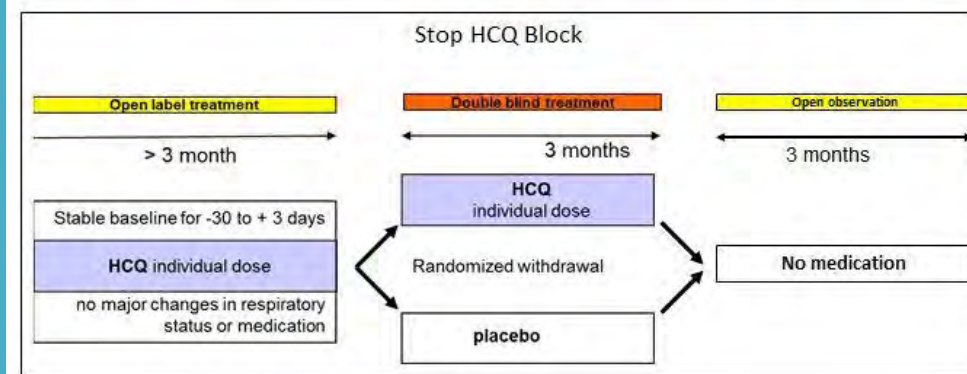 Stop HCQ Block
Open label treatment
Double blind treatment
Open observation
> 3 month
3 months
3 months
Stable baseline for -30 to + 3 days
HCQ individual dose
no major changes in respiratory
status or medication
HCQ
individual dose
Randomized withdrawal
placebo
No medication